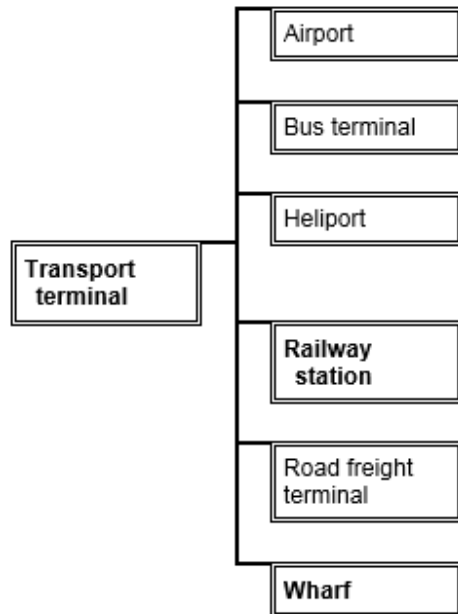 Airport
Bus terminal
Heliport
Transport
terminal
Railway
station
Road freight
terminal
Wharf